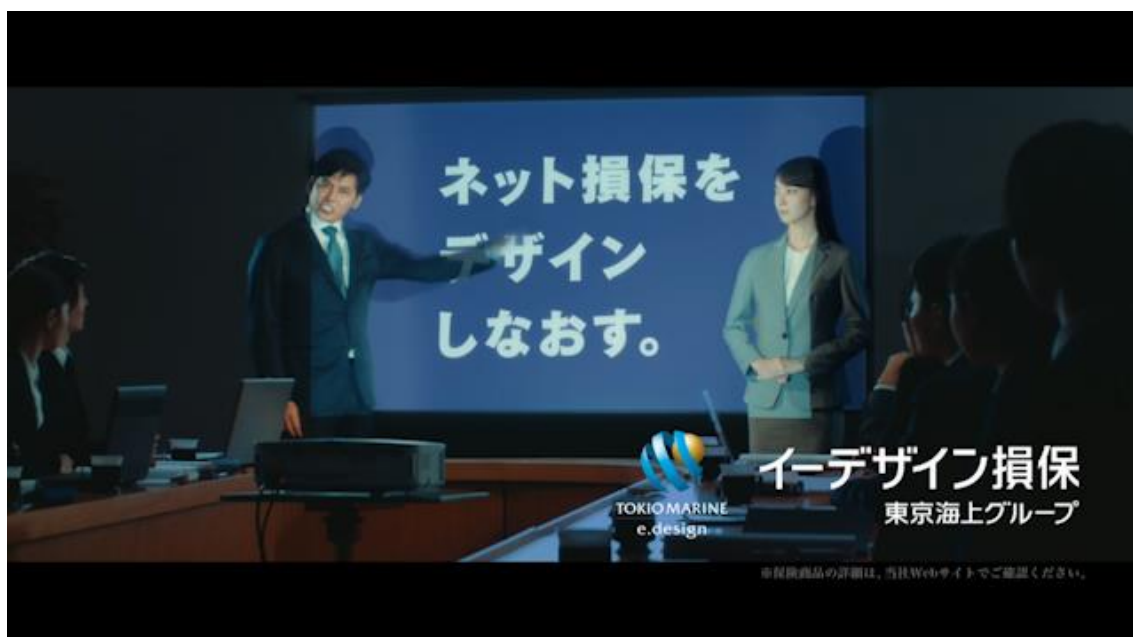 ネット損保を
デザイン
しなおす。
イーデザイン損保
東京海上グループ
TOKIO MARINE
e.design
※保険商品の詳細は、当社Webサイトでご確認ください。